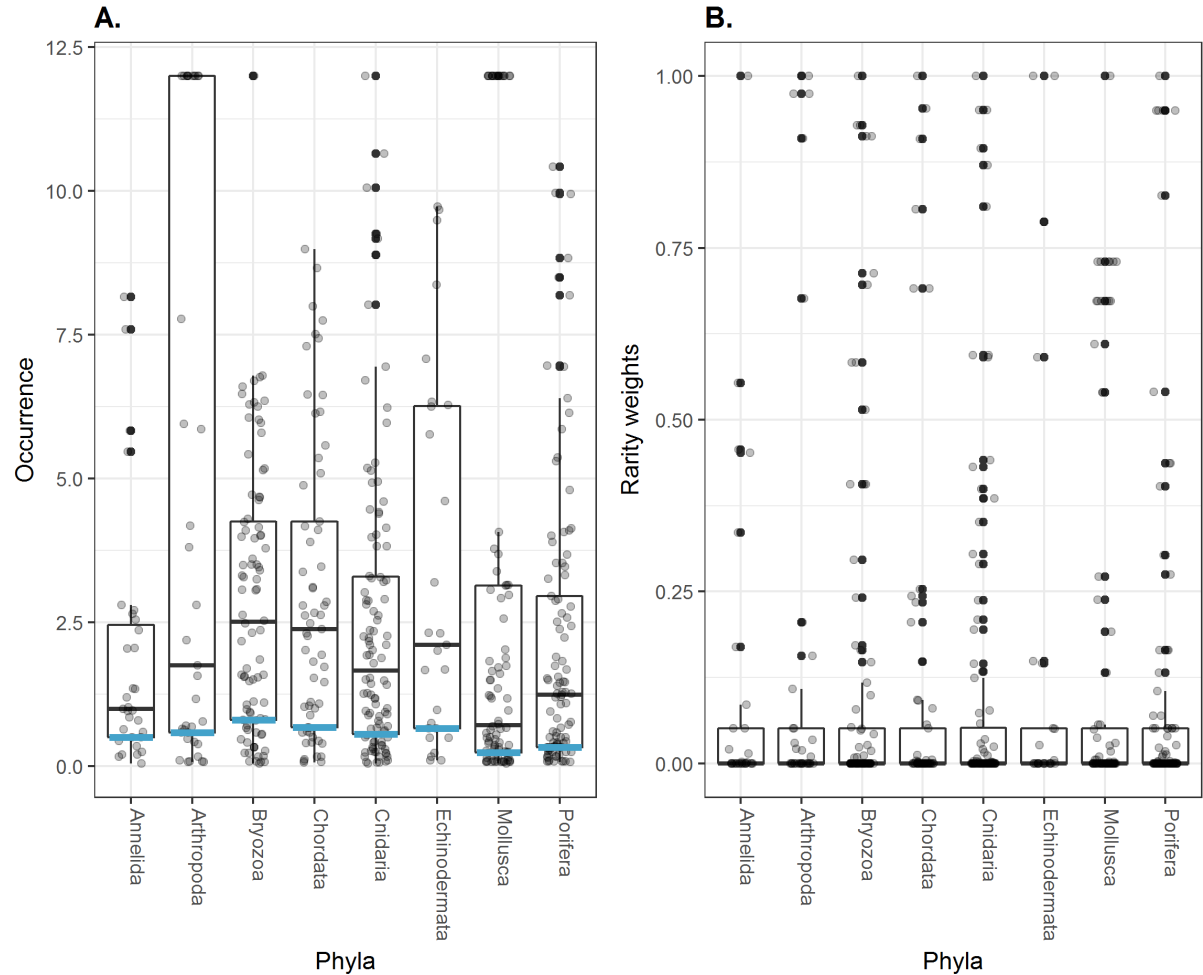 A.
Occurrence
12.5
10.0
7.5
5.0
2.5
0.0
Annelida
Arthropoda
Bryozoa
Chordata
Cnidaria
Echinodermata
Mollusca
Porifera
Phyla
B.
Rarity weights
1.00
0.75
0.50
0.25
0.00
Annelida
Arthropoda
Bryozoa
Chordata
Cnidaria
Echinodermata
Mollusca
Porifera
Phyla